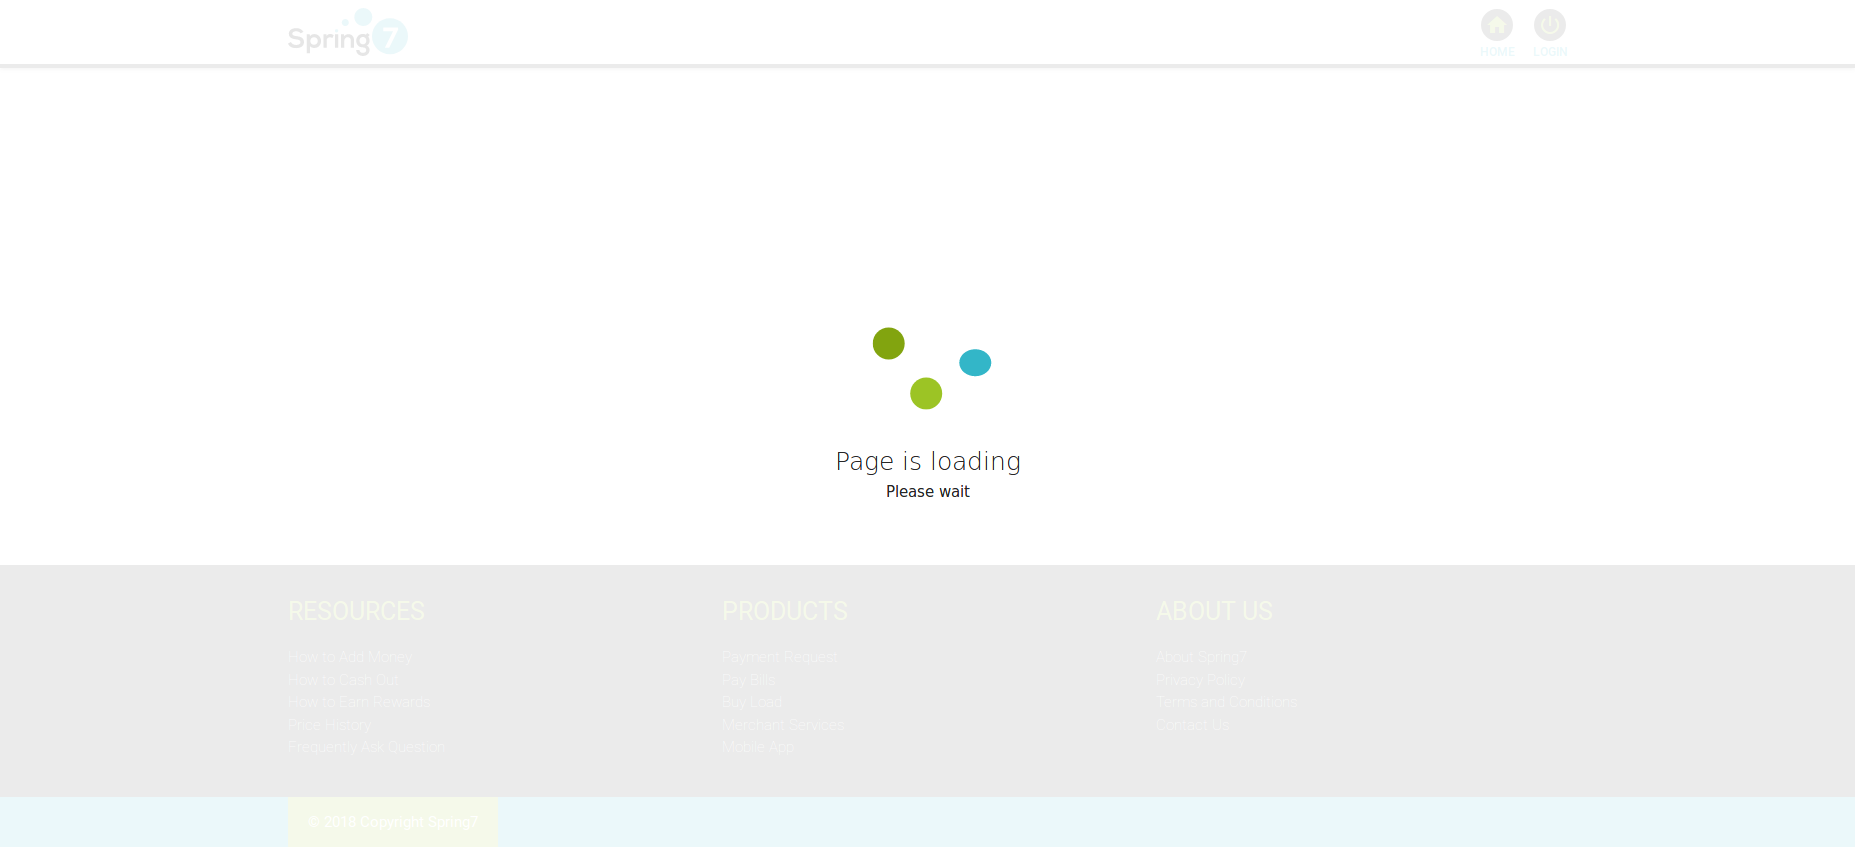 Spring7
HOME
LOGIN
Page is loading
Please wait
RESOURCES
How to Add Money
How to Cash Out
How to Earn Rewards
Price History
Frequently Ask Question
PRODUCTS
Payment Request
Pay Bills
Buy Load
Merchant Services
Mobile App
ABOUT US
About Spring7
Privacy Policy
Terms and Conditions
Contact Us
© 2018 Copyright Spring7